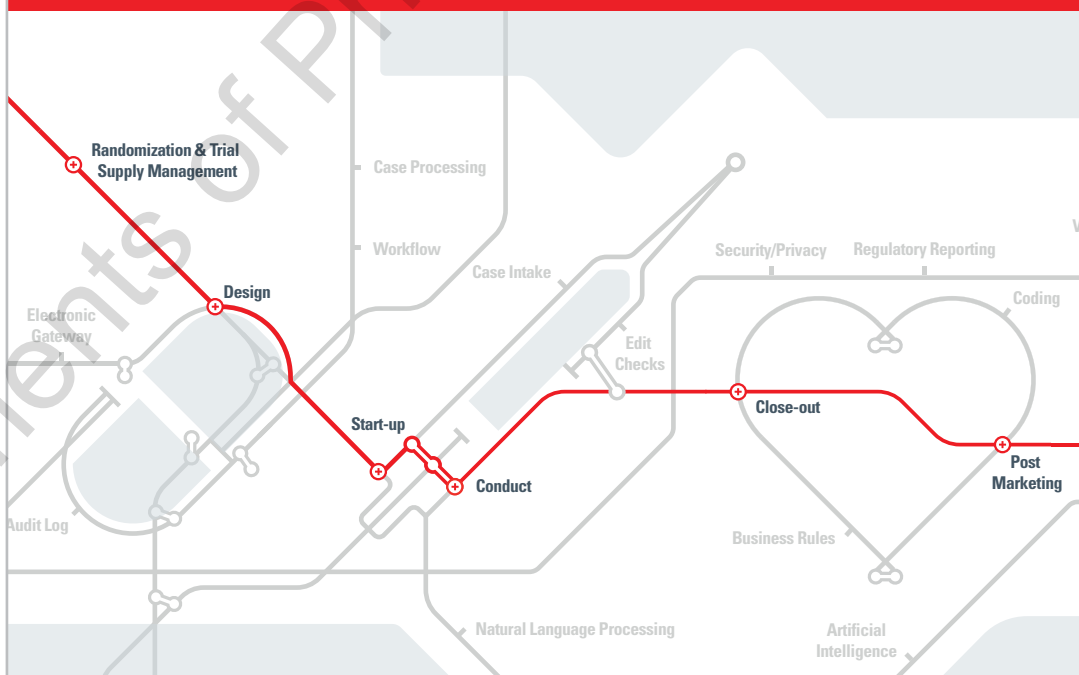 Randomization & Trial
Supply Management
Case Processing
Workflow
Case Intake
Security/Privacy
Regulatory Reporting
Design
Electronic
Gateway
Coding
Edit
Checks
Close-out
Start-up
Conduct
Post
Marketing
Audit Log
Business Rules
Natural Language Processing
Artificial
Intelligence